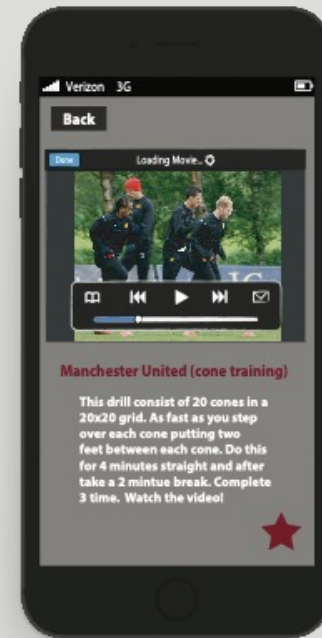 Verizon 3G
Back
Done Loading Movie...
Manchester United (cone training)
This drill consist of 20 cones in a
20x20 grid. As fast as you step
over each cone putting two
feet between each cone. Do this
for 4 minutes straight and after
take a 2 mintue break. Complete
3 time. Watch the video!